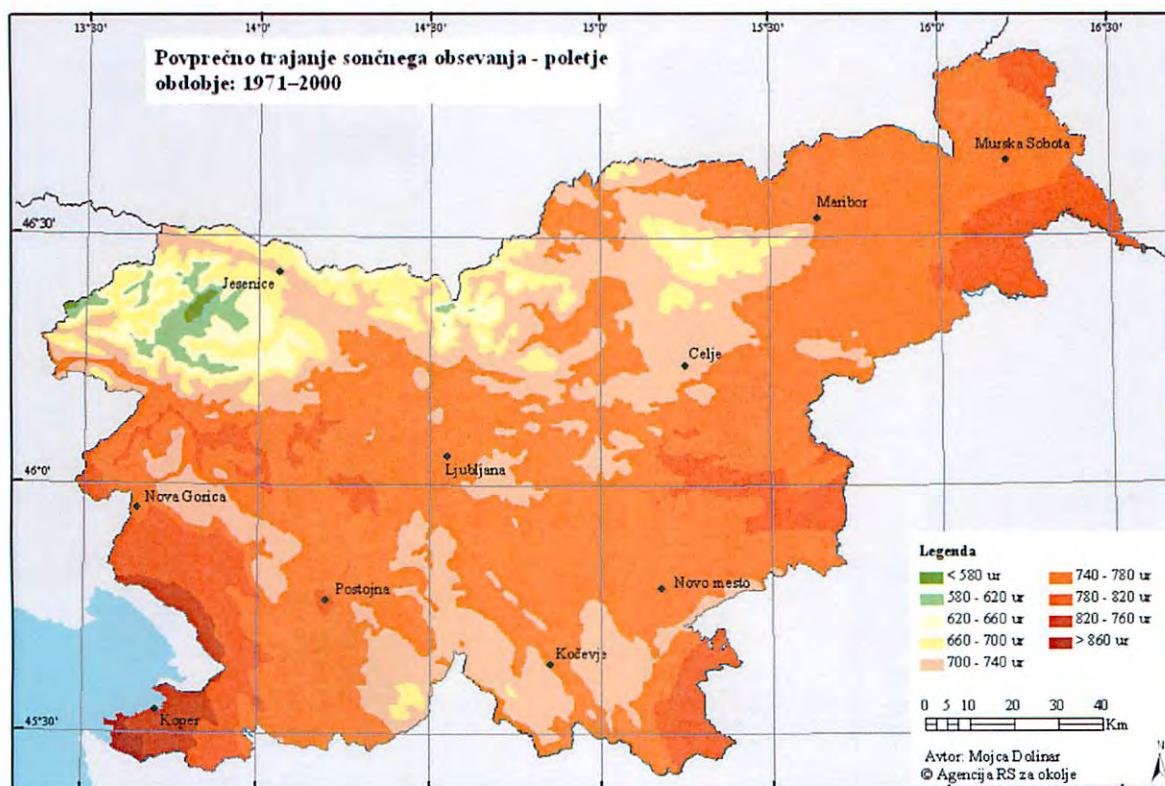 13°30'
14°0'
14°30'
15°0'
15°30'
16°0'
16°30'
Povprečno trajanje sončnega obsevanja - poletje
obdobje: 1971–2000
Murska Sobota
Maribor
46°30'
Jesenice
Celje
Ljubljana
46°0'
Nova Gorica
Postojna
Novo mesto
Kočevje
45°30'
Koper
Legenda
< 580 ur
580 - 620 ur
620 - 660 ur
660 - 700 ur
700 - 740 ur
740 - 780 ur
780 - 820 ur
820 - 760 ur
> 860 ur
0 5 10 20 30 40
Km
Avtor: Mojca Dolinar
© Agencija RS za okolje
N